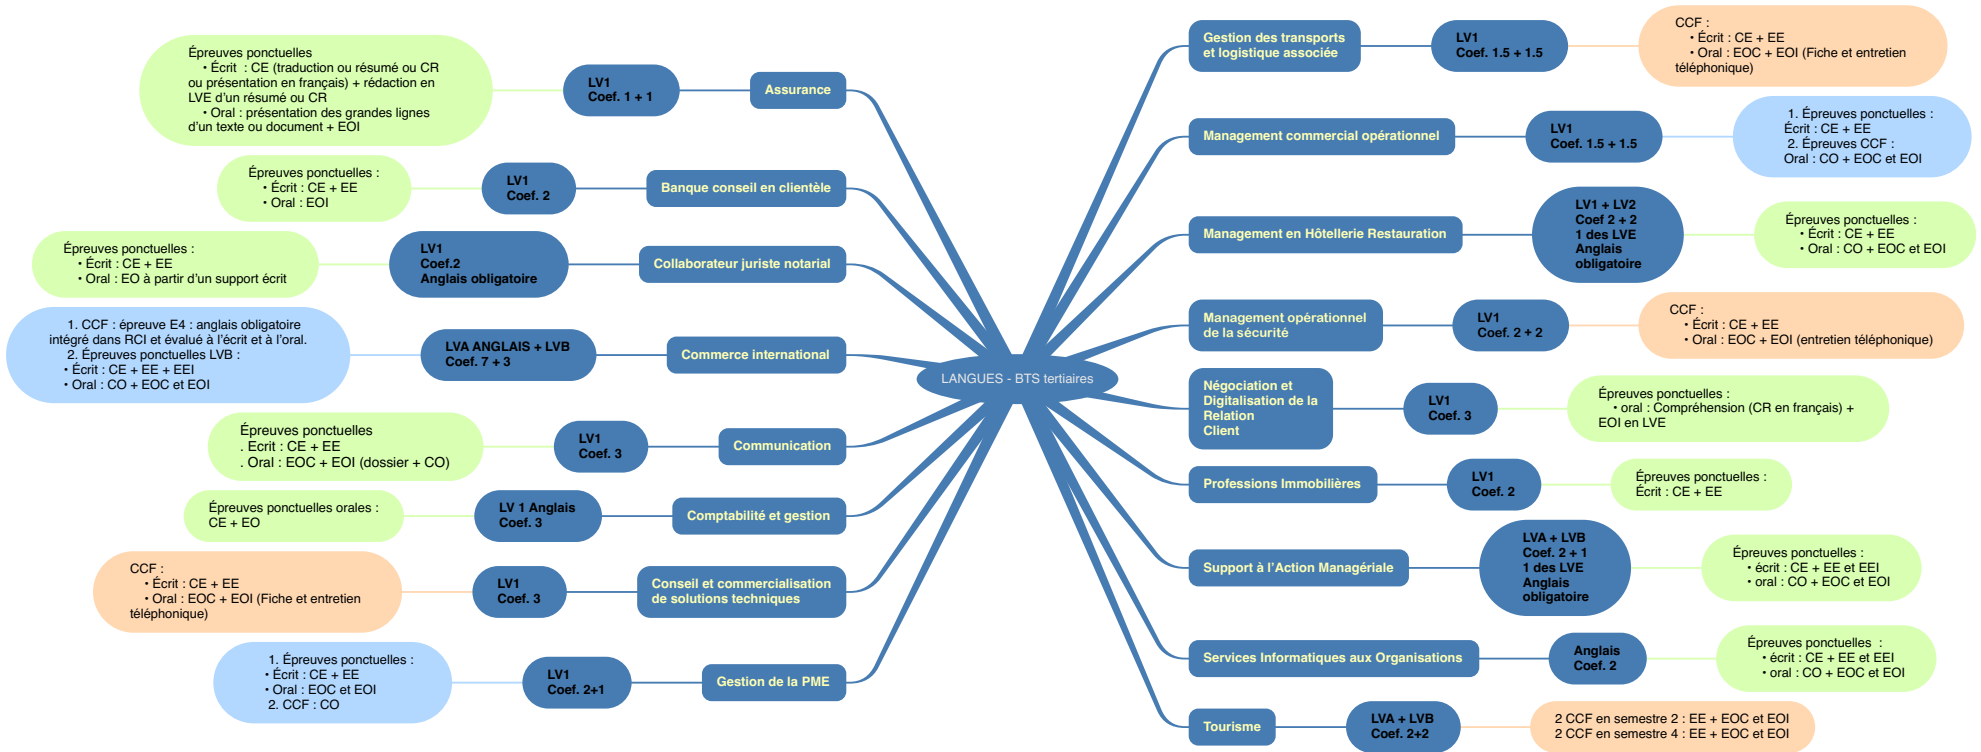 LANGUES - BTS tertiaires
Épreuves ponctuelles
• Écrit : CE (traduction ou résumé ou CR
ou présentation en français) + rédaction en
LVE d'un résumé ou CR
• Oral : présentation des grandes lignes
d'un texte ou document + EOI
LV1
Coef. 1 + 1
Assurance
Épreuves ponctuelles :
• Écrit : CE + EE
• Oral : EOI
LV1
Coef. 2
Banque conseil en clientèle
Épreuves ponctuelles :
• Écrit : CE + EE
• Oral : EO à partir d'un support écrit
LV1
Coef.2
Anglais obligatoire
Collaborateur juriste notarial
1. CCF : épreuve E4 : anglais obligatoire
intégré dans RCI et évalué à l'écrit et à l'oral.
2. Épreuves ponctuelles LVB :
• Écrit : CE + EE + EEI
• Oral : CO + EOC et EOI
LVA ANGLAIS + LVB
Coef. 7 + 3
Commerce international
Épreuves ponctuelles
. Ecrit : CE + EE
. Oral : EOC + EOI (dossier + CO)
LV1
Coef. 3
Communication
Épreuves ponctuelles orales :
CE + EO
LV 1 Anglais
Coef. 3
Comptabilité et gestion
CCF :
• Écrit : CE + EE
• Oral : EOC + EOI (Fiche et entretien
téléphonique)
LV1
Coef. 3
Conseil et commercialisation
de solutions techniques
1. Épreuves ponctuelles :
• Écrit : CE + EE
• Oral : EOC et EOI
2. CCF : CO
LV1
Coef. 2+1
Gestion de la PME
Gestion des transports
et logistique associée
LV1
Coef. 1.5 + 1.5
CCF :
• Écrit : CE + EE
• Oral : EOC + EOI (Fiche et entretien
téléphonique)
Management commercial opérationnel
LV1
Coef. 1.5 + 1.5
1. Épreuves ponctuelles :
Écrit : CE + EE
2. Épreuves CCF :
Oral : CO + EOC et EOI
Management en Hôtellerie Restauration
LV1 + LV2
Coef 2 + 2
1 des LVE
Anglais
obligatoire
Épreuves ponctuelles :
• Écrit : CE + EE
• Oral : CO + EOC et EOI
Management opérationnel
de la sécurité
LV1
Coef. 2 + 2
CCF :
• Écrit : CE + EE
• Oral : EOC + EOI (entretien téléphonique)
Négociation et
Digitalisation de la
Relation
Client
LV1
Coef. 3
Épreuves ponctuelles :
• oral : Compréhension (CR en français) +
EOI en LVE
Professions Immobilières
LV1
Coef. 2
Épreuves ponctuelles :
Écrit : CE + EE
Support à l'Action Managériale
LVA + LVB
Coef. 2 + 1
1 des LVE
Anglais
obligatoire
Épreuves ponctuelles :
• écrit : CE + EE et EEI
• oral : CO + EOC et EOI
Services Informatiques aux Organisations
Anglais
Coef. 2
Épreuves ponctuelles :
• écrit : CE + EE et EEI
• oral : CO + EOC et EOI
Tourisme
LVA + LVB
Coef. 2+2
2 CCF en semestre 2 : EE + EOC et EOI
2 CCF en semestre 4 : EE + EOC et EOI